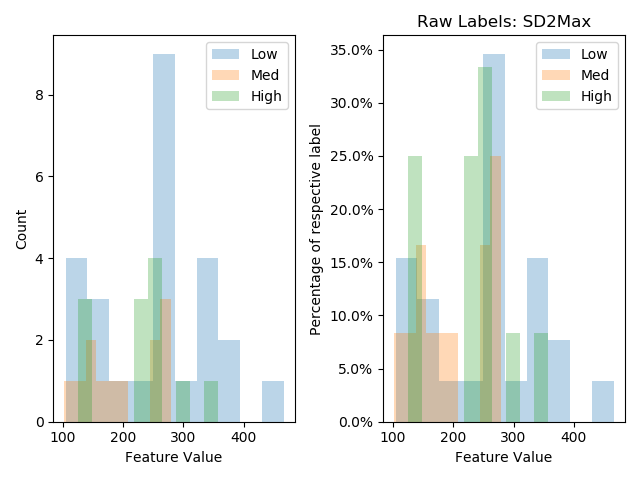 Raw Labels: SD2Max
Count
8
6
4
2
0
100 200 300 400
Feature Value
Low
Med
High
Percentage of respective label
35.0%
30.0%
25.0%
20.0%
15.0%
10.0%
5.0%
0.0%
100 200 300 400
Feature Value
Low
Med
High